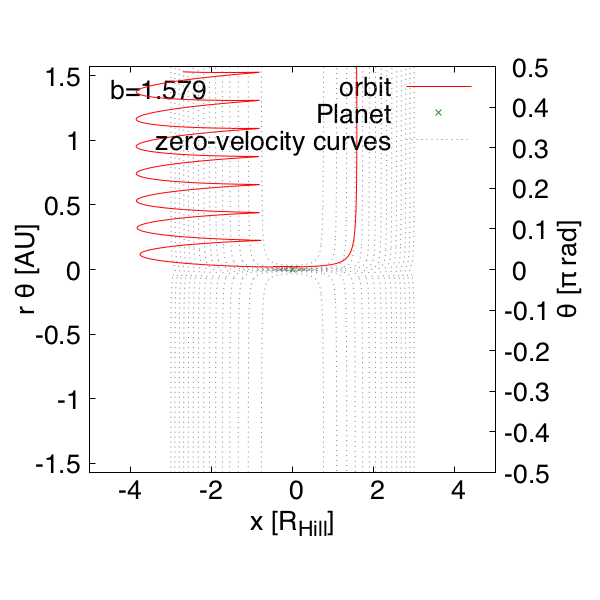 b=1.579
orbit
Planet
zero-velocity curves
1.5
1
0.5
0
-0.5
-1
-1.5
r θ [AU]
0.5
0.4
0.3
0.2
0.1
0
-0.1
-0.2
-0.3
-0.4
-0.5
θ [π rad]
-4 -2 0 2 4
x [R_Hill]